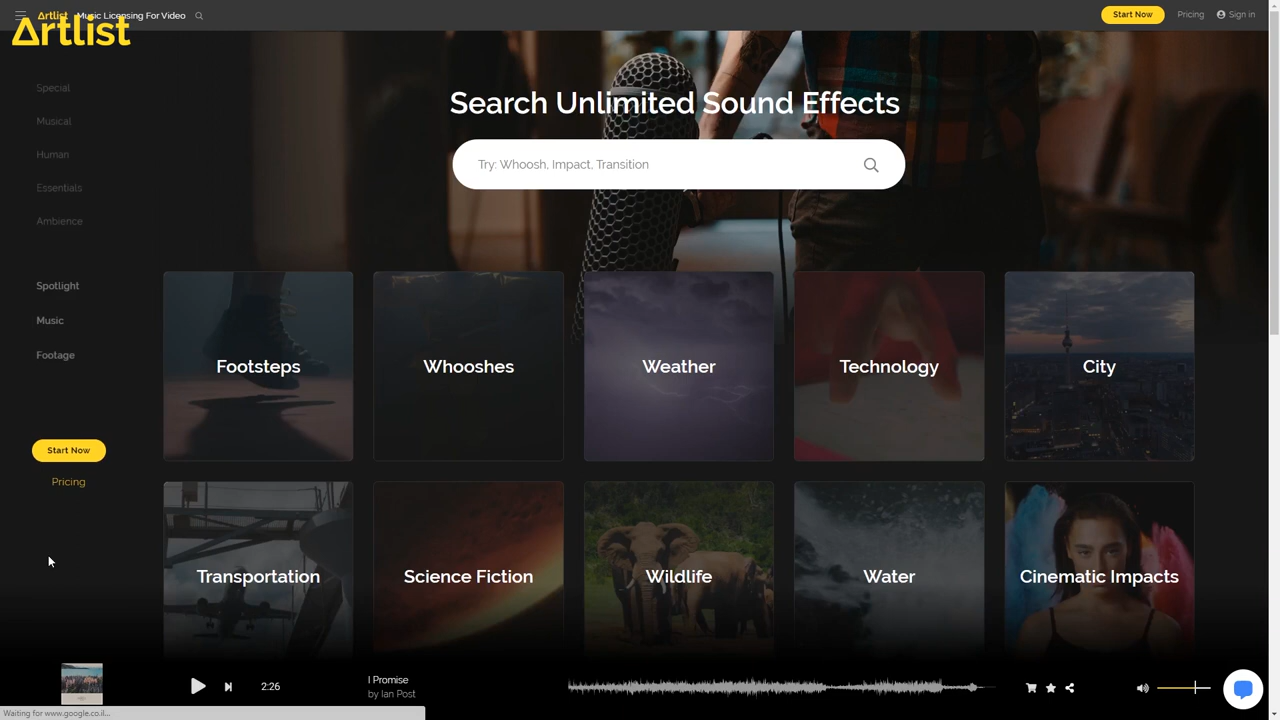 Artlist
Music Licensing For Video
Start Now
Pricing
Sign in
Artlist
Special
Musical
Human
Essentials
Ambience
Spotlight
Music
Footage
Start Now
Pricing
Search Unlimited Sound Effects
Try: Whoosh, Impact, Transition
Footsteps
Whooshes
Weather
Technology
City
Transportation
Science Fiction
Wildlife
Water
Cinematic Impacts
2:26
I Promise
by Ian Post
Waiting for www.google.co.il...